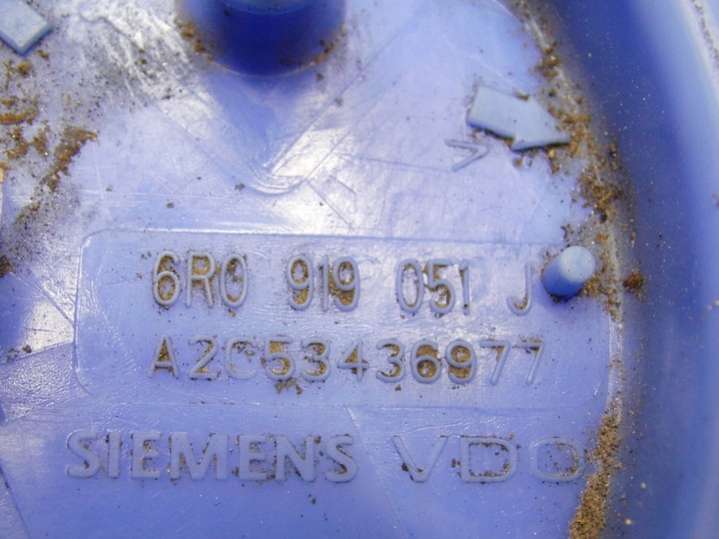 6R0 919 051 J
A2C53436977
SIEMENS VDO